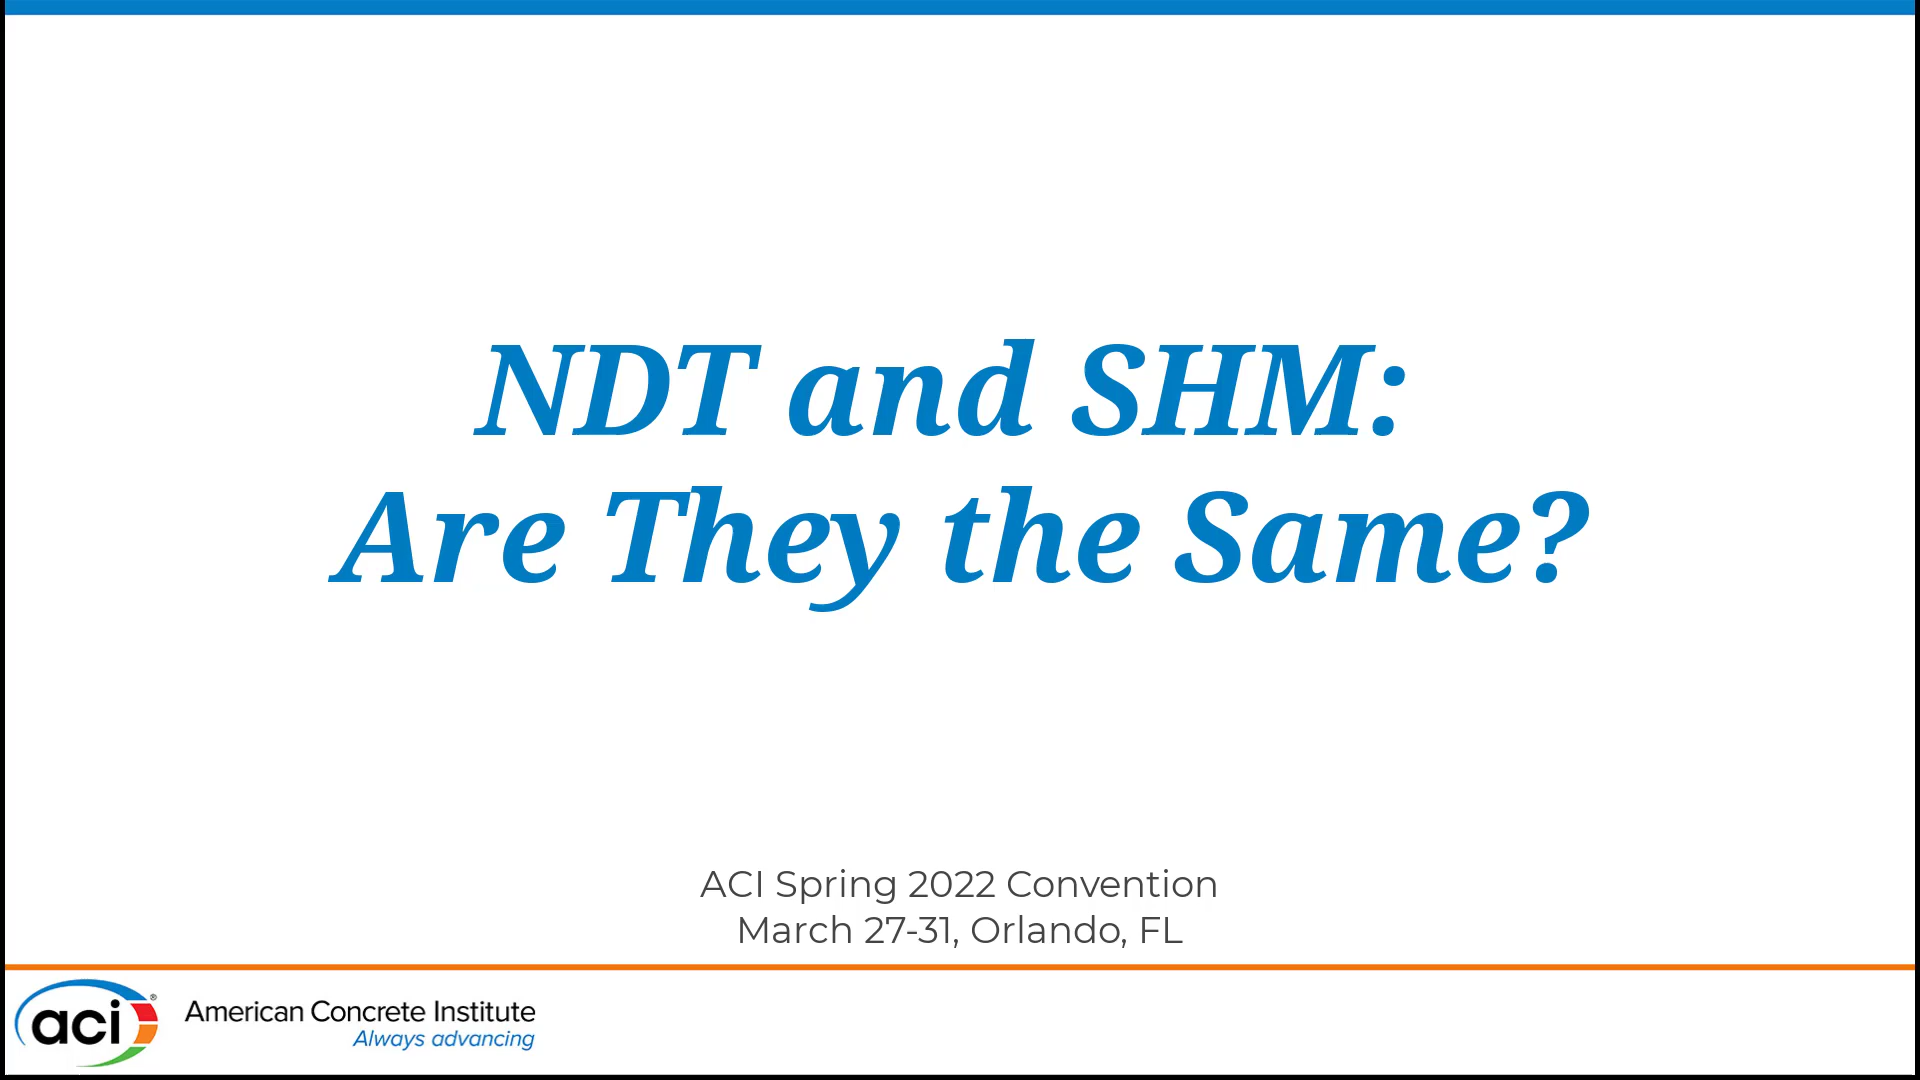 NDT and SHM:
Are They the Same?
ACI Spring 2022 Convention
March 27-31, Orlando, FL
aci®
American Concrete Institute
Always advancing